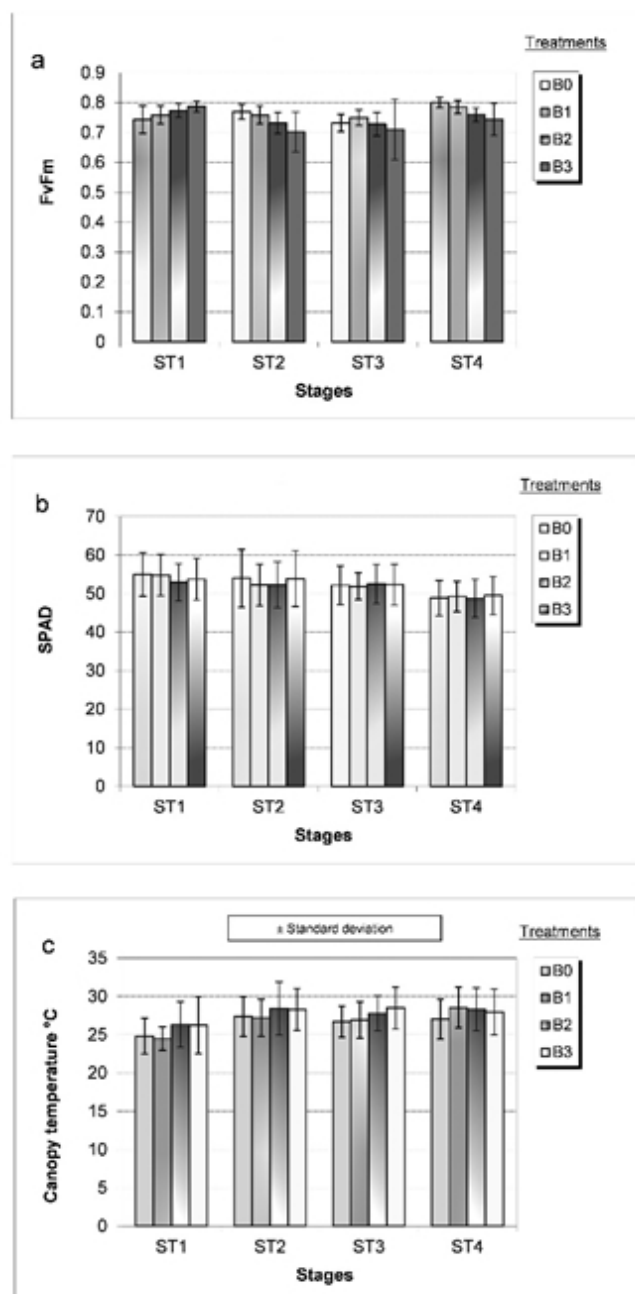 a
Treatments
B0
B1
B2
B3
FvFm
0.9
0.8
0.7
0.6
0.5
0.4
0.3
0.2
0.1
0
ST1 ST2 ST3 ST4
Stages
b
Treatments
B0
B1
B2
B3
SPAD
70
60
50
40
30
20
10
0
ST1 ST2 ST3 ST4
Stages
c
± Standard deviation
Treatments
B0
B1
B2
B3
Canopy temperature °C
35
30
25
20
15
10
5
0
ST1 ST2 ST3 ST4
Stages